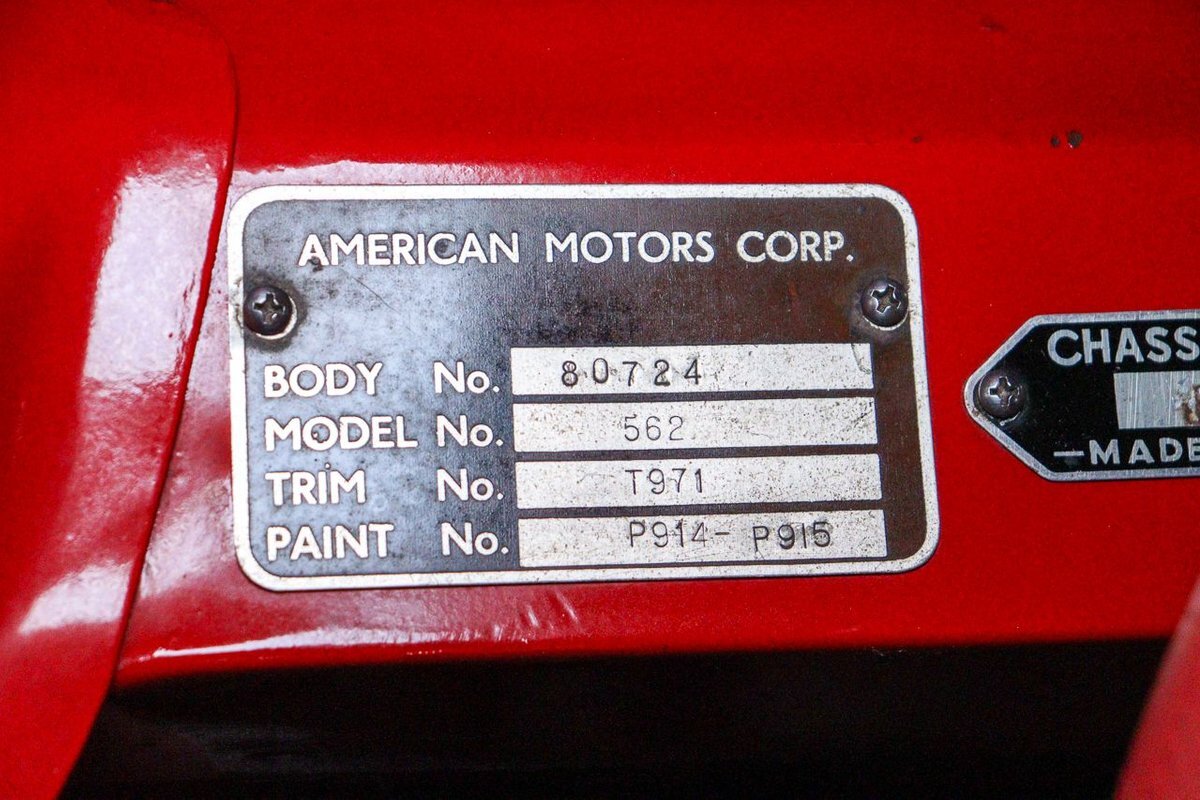 AMERICAN MOTORS CORP.
BODY No. 80724
MODEL No. 562
TRIM No. T971
PAINT No. P914- P915
CHASS
MADE